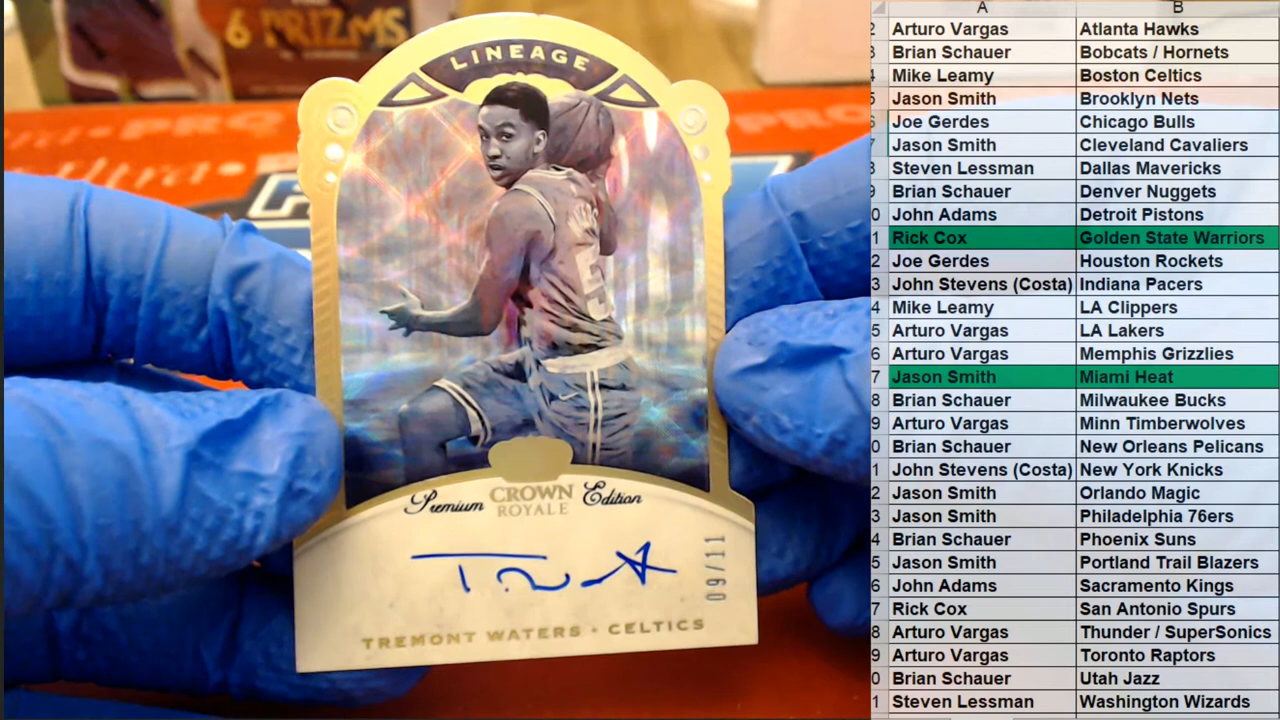 6 PRIZMS
PRO
Ultra·PRO
LINEAGE
Premium CROWN ROYALE Edition
09/11
TREMONT WATERS · CELTICS
A B
Arturo Vargas Atlanta Hawks
Brian Schauer Bobcats / Hornets
Mike Leamy Boston Celtics
Jason Smith Brooklyn Nets
Joe Gerdes Chicago Bulls
Jason Smith Cleveland Cavaliers
Steven Lessman Dallas Mavericks
Brian Schauer Denver Nuggets
John Adams Detroit Pistons
Rick Cox Golden State Warriors
Joe Gerdes Houston Rockets
John Stevens (Costa) Indiana Pacers
Mike Leamy LA Clippers
Arturo Vargas LA Lakers
Arturo Vargas Memphis Grizzlies
Jason Smith Miami Heat
Brian Schauer Milwaukee Bucks
Arturo Vargas Minn Timberwolves
Brian Schauer New Orleans Pelicans
John Stevens (Costa) New York Knicks
Jason Smith Orlando Magic
Jason Smith Philadelphia 76ers
Brian Schauer Phoenix Suns
Jason Smith Portland Trail Blazers
John Adams Sacramento Kings
Rick Cox San Antonio Spurs
Arturo Vargas Thunder / SuperSonics
Arturo Vargas Toronto Raptors
Brian Schauer Utah Jazz
Steven Lessman Washington Wizards